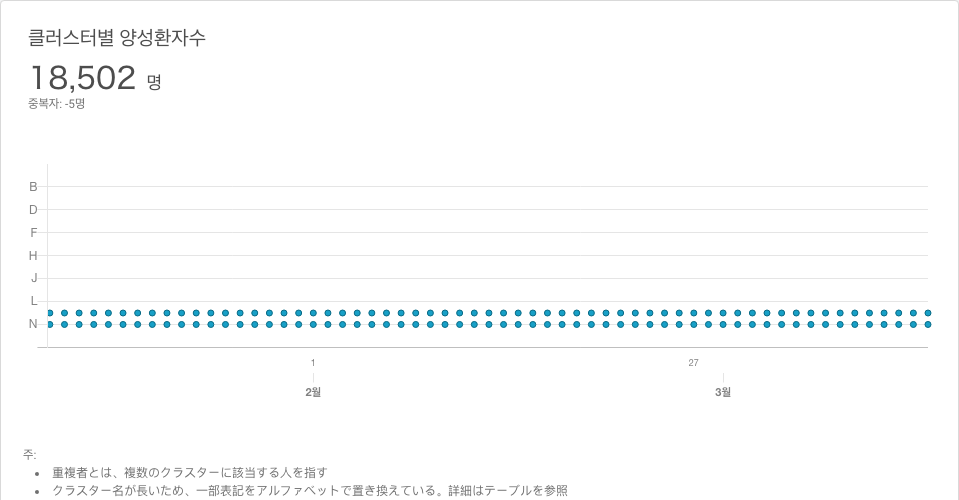 클러스터별 양성환자수
18,502 명
중복자: -5명
B
D
F
H
J
L
N
1 27
2월 3월
주:
• 重複者とは、複数のクラスターに該当する人を指す
• クラスター名が長いため、一部表記をアルファベットで置き換えている。詳細はテーブルを参照